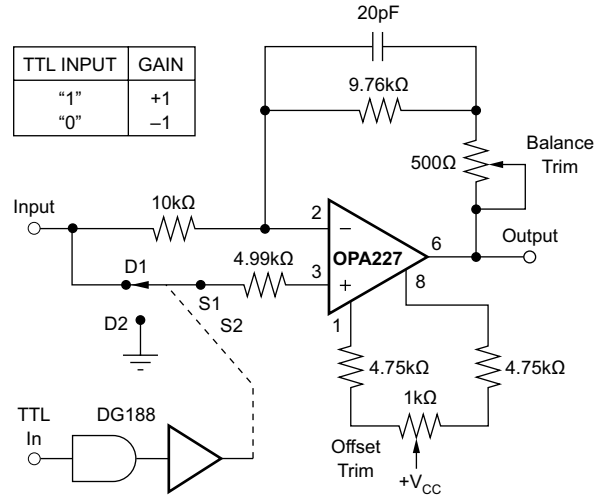 20pF
TTL INPUT GAIN
"1" +1
"0" –1
9.76kΩ
500Ω
Balance
Trim
Input
10kΩ
2
–
OPA227
6
Output
D1
4.99kΩ
3
+
8
S1
D2
S2
1
4.75kΩ
4.75kΩ
1kΩ
TTL
In
DG188
Offset
Trim
+VCC